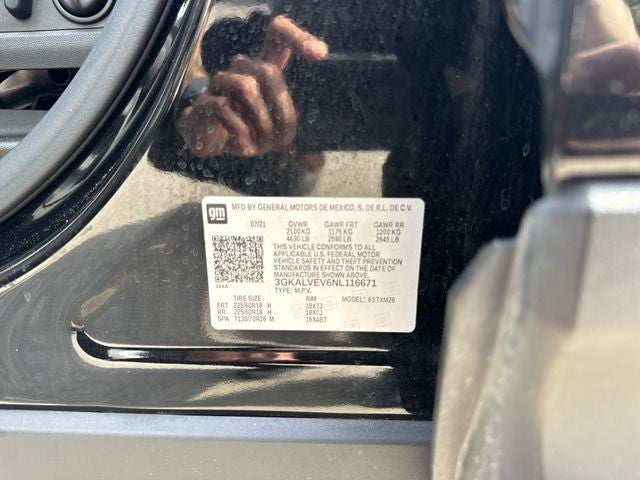 gm MFD BY GENERAL MOTORS DE MEXICO, S. DE R.L. DE C.V.
07/21 GVWR GAWR FRT GAWR RR
2100 KG 1175 KG 1200 KG
4630 LB 2590 LB 2645 LB
THIS VEHICLE CONFORMS TO ALL
APPLICABLE U.S. FEDERAL MOTOR
VEHICLE SAFETY AND THEFT PREVENTION
STANDARDS IN EFFECT ON THE DATE OF
MANUFACTURE SHOWN ABOVE.
3GKALVEV6NL116671
TYPE: M.P.V. MODEL: 61TXM26
TIRE SIZE RIM
FRT 225/60R18 H 18X7J
RR 225/60R18 H 18X7J
SPA T135/70R16 M 16X4BT